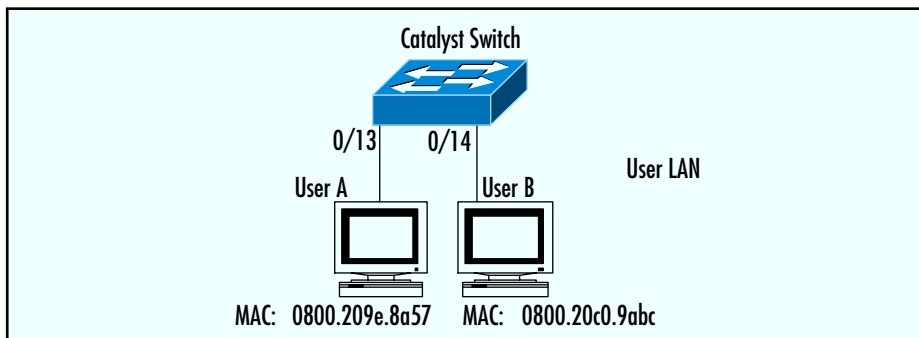 Catalyst Switch
0/13 0/14
User LAN
User A User B
MAC: 0800.209e.8a57 MAC: 0800.20c0.9abc